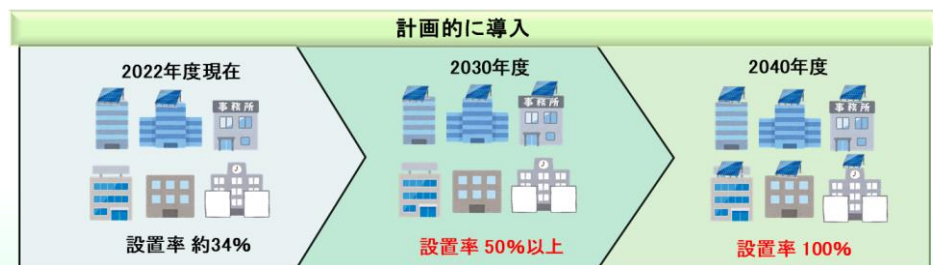 計画的に導入
2022年度現在
事務所
設置率 約34%
2030年度
事務所
設置率 50%以上
2040年度
事務所
設置率 100%